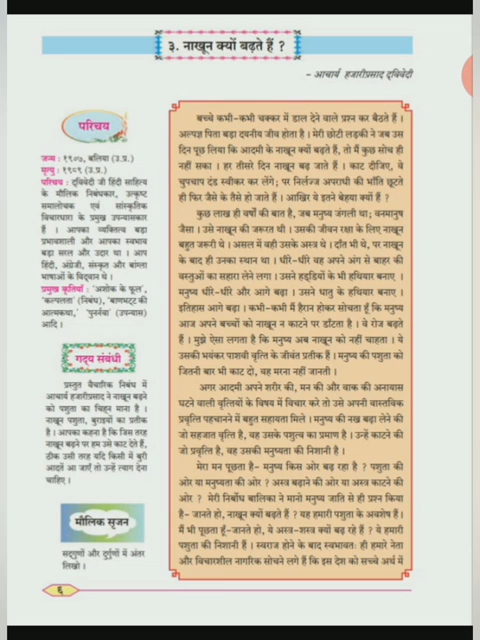 ३. नाखून क्यों बढ़ते हैं ?
- आचार्य हजारीप्रसाद द्विवेदी
परिचय
जन्म : १९०७, बलिया (उ.प्र.)
मृत्यु : १९७९ (उ.प्र.)
परिचय : द्विवेदी जी हिंदी साहित्य
के मौलिक निबंधकार, उत्कृष्ट
समालोचक एवं सांस्कृतिक
विचारधारा के प्रमुख उपन्यासकार
हैं । आपका व्यक्तित्व बड़ा
प्रभावशाली और आपका स्वभाव
बड़ा सरल और उदार था । आप
हिंदी, अंग्रेजी, संस्कृत और बांग्ला
भाषाओं के विद्वान थे ।
प्रमुख कृतियाँ : 'अशोक के फूल',
'कल्पलता' (निबंध), 'बाणभट्ट की
आत्मकथा,' 'पुनर्नवा' (उपन्यास)
आदि ।
गद्य संबंधी
प्रस्तुत वैचारिक निबंध में
आचार्य हजारीप्रसाद ने नाखून बढ़ने
को पशुता का चिह्न माना है ।
नाखून पशुता, बुराइयों का प्रतीक
है । आपका कहना है कि जिस तरह
नाखून बढ़ने पर हम उसे काट देते हैं,
ठीक उसी तरह यदि किसी में बुरी
आदतें आ जाएँ तो उन्हें त्याग देना
चाहिए ।
मौलिक सृजन
सद्गुणों और दुर्गुणों में अंतर
लिखो ।
बच्चे कभी-कभी चक्कर में डाल देने वाले प्रश्न कर बैठते हैं ।
अल्पज्ञ पिता बड़ा दयनीय जीव होता है । मेरी छोटी लड़की ने जब उस
दिन पूछ लिया कि आदमी के नाखून क्यों बढ़ते हैं, तो मैं कुछ सोच ही
नहीं सका । हर तीसरे दिन नाखून बढ़ जाते हैं । काट दीजिए, वे
चुपचाप दंड स्वीकार कर लेंगे; पर निर्लज्ज अपराधी की भाँति छूटते
ही फिर जैसे के तैसे हो जाते हैं । आखिर ये इतने बेहया क्यों हैं ?
कुछ लाख ही वर्षों की बात है, जब मनुष्य जंगली था; वनमानुष
जैसा । उसे नाखून की जरूरत थी । उसकी जीवन रक्षा के लिए नाखून
बहुत जरूरी थे । असल में वही उसके अस्त्र थे । दाँत भी थे, पर नाखून
के बाद ही उनका स्थान था । धीरे-धीरे वह अपने अंग से बाहर की
वस्तुओं का सहारा लेने लगा । उसने हड्डियों के भी हथियार बनाए ।
मनुष्य धीरे-धीरे और आगे बढ़ा । उसने धातु के हथियार बनाए ।
इतिहास आगे बढ़ा । कभी-कभी मैं हैरान होकर सोचता हूँ कि मनुष्य
आज अपने बच्चों को नाखून न काटने पर डाँटता है । वे रोज बढ़ते
हैं । मुझे ऐसा लगता है कि मनुष्य अब नाखून को नहीं चाहता । ये
उसकी भयंकर पाशवी वृत्ति के जीवंत प्रतीक हैं । मनुष्य की पशुता को
जितनी बार भी काट दो, वह मरना नहीं जानती ।
अगर आदमी अपने शरीर की, मन की और वाक की अनायास
घटने वाली वृत्तियों के विषय में विचार करे तो उसे अपनी वास्तविक
प्रवृत्ति पहचानने में बहुत सहायता मिले । मनुष्य की नख बढ़ा लेने की
जो सहजात वृत्ति है, वह उसके पशुत्व का प्रमाण है । उन्हें काटने की
जो प्रवृत्ति है, वह उसकी मनुष्यता की निशानी है ।
मेरा मन पूछता है- मनुष्य किस ओर बढ़ रहा है ? पशुता की
ओर या मनुष्यता की ओर ? अस्त्र बढ़ाने की ओर या अस्त्र काटने की
ओर ? मेरी निर्बोध बालिका ने मानो मनुष्य जाति से ही प्रश्न किया
है- जानते हो, नाखून क्यों बढ़ते हैं ? यह हमारी पशुता के अवशेष हैं ।
मैं भी पूछता हूँ-जानते हो, ये अस्त्र-शस्त्र क्यों बढ़ रहे हैं ? ये हमारी
पशुता की निशानी हैं । स्वराज होने के बाद स्वभावतः ही हमारे नेता
और विचारशील नागरिक सोचने लगे हैं कि इस देश को सच्चे अर्थ में
६